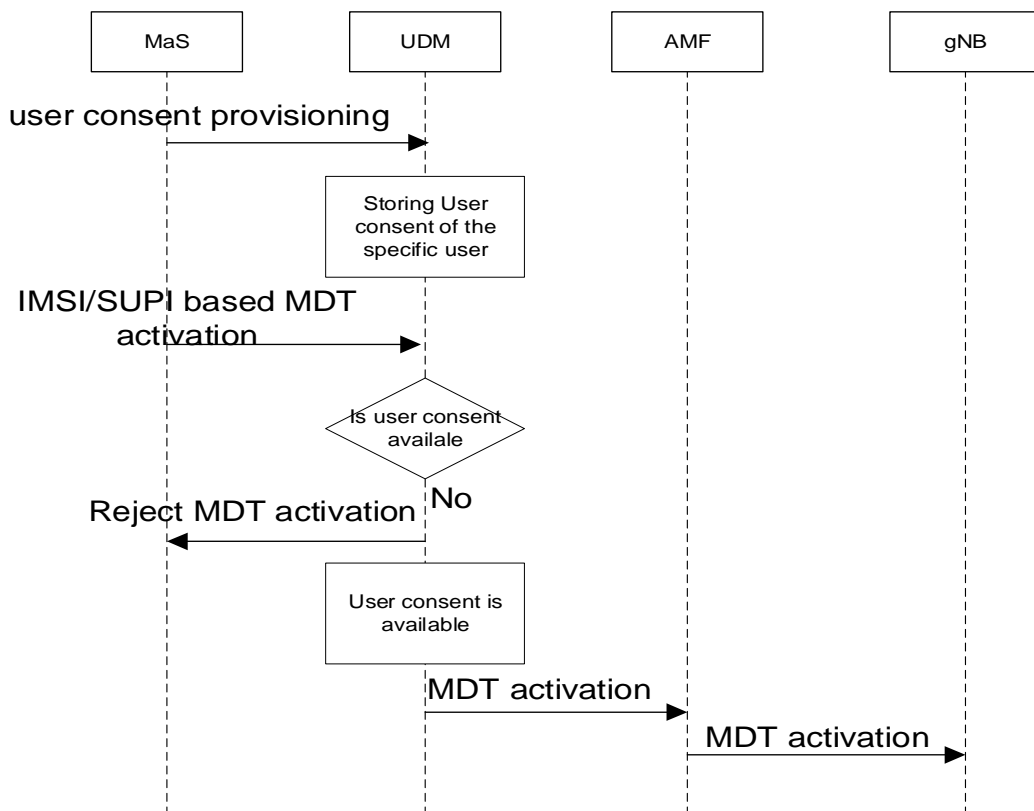 MaS
UDM
AMF
gNB
user consent provisioning
Storing User
consent of the
specific user
IMSI/SUPI based MDT
activation
Is user consent
availale
No
Reject MDT activation
User consent is
available
MDT activation
MDT activation